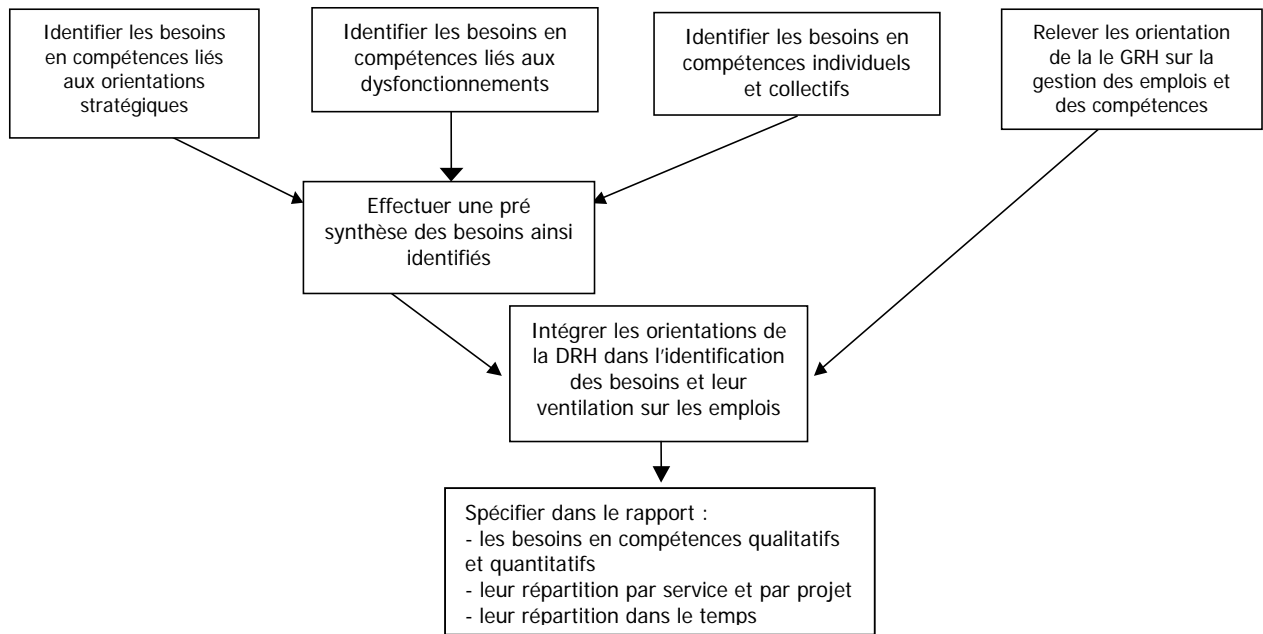 Identifier les besoins
en compétences liés
aux orientations
stratégiques
Identifier les besoins en
compétences liés aux
dysfonctionnements
Identifier les besoins en
compétences individuels
et collectifs
Relever les orientation
de la le GRH sur la
gestion des emplois et
des compétences
Effectuer une pré
synthèse des besoins ainsi
identifiés
Intégrer les orientations de
la DRH dans l'identification
des besoins et leur
ventilation sur les emplois
Spécifier dans le rapport :
- les besoins en compétences qualitatifs
et quantitatifs
- leur répartition par service et par projet
- leur répartition dans le temps